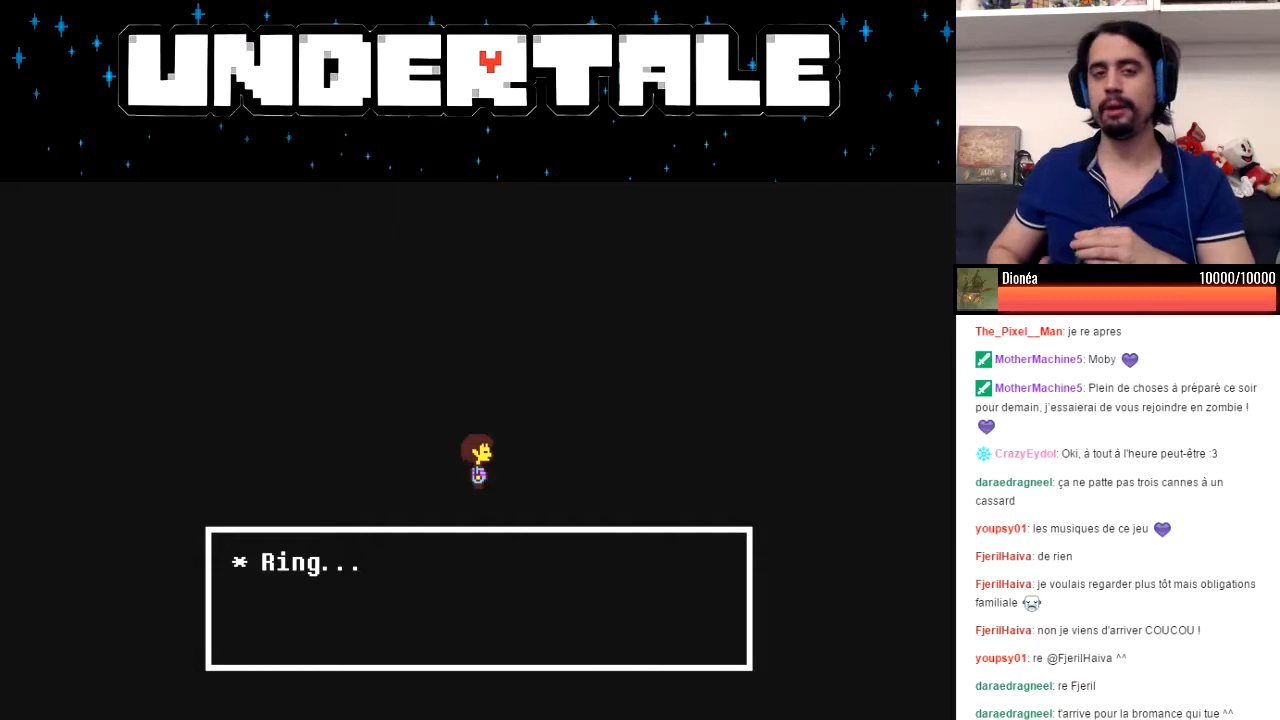 UNDERTALE
* Ring...
Dionéa
10000/10000
The_Pixel__Man: je re apres
MotherMachine5: Moby
MotherMachine5: Plein de choses à préparé ce soir
pour demain, j'essaierai de vous rejoindre en zombie !
CrazyEydol: Oki, à tout à l'heure peut-être :3
daraedragneel: ça ne patte pas trois cannes à un
cassard
youpsy01: les musiques de ce jeu
FjerilHaiva: de rien
FjerilHaiva: je voulais regarder plus tôt mais obligations
familiale
FjerilHaiva: non je viens d'arriver COUCOU !
youpsy01: re @FjerilHaiva ^^
daraedragneel: re Fjeril
daraedragneel: t'arrive pour la bromance qui tue ^^